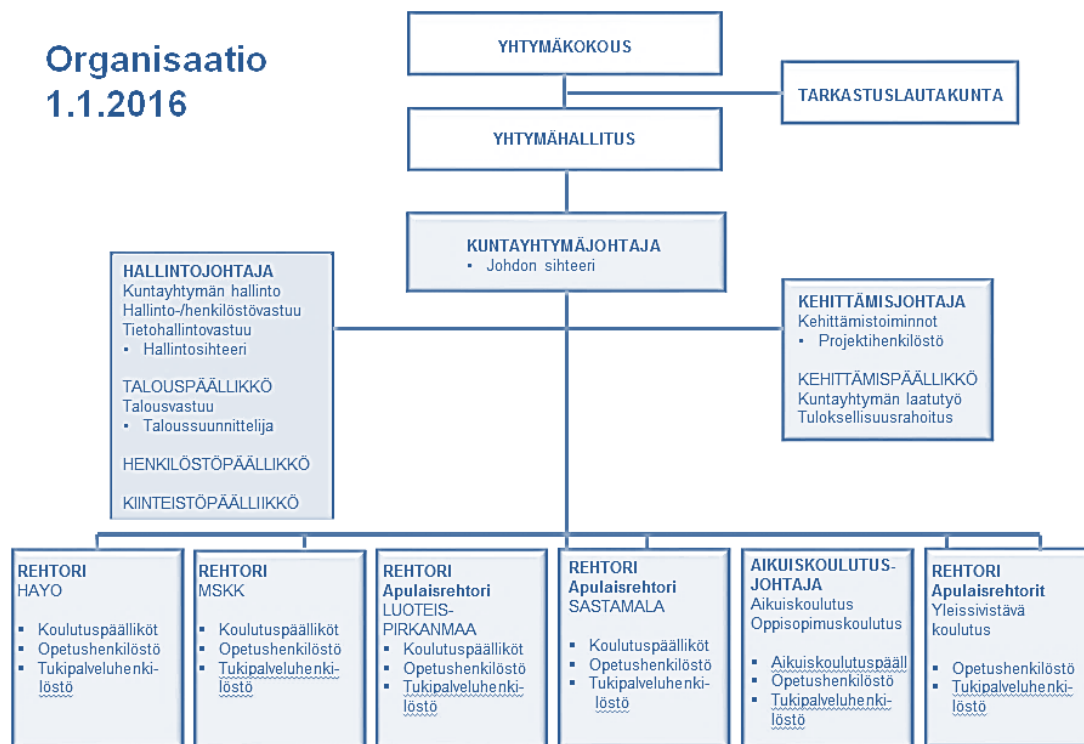 Organisaatio
1.1.2016
YHTYMÄKOKOUS
TARKASTUSLAUTAKUNTA
YHTYMÄHALLITUS
KUNTAYHTYMÄJOHTAJA
▪ Johdon sihteeri
HALLINTOJOHTAJA
Kuntayhtymän hallinto
Hallinto-/henkilöstövastuu
Tietohallintovastuu
▪ Hallintosihteeri
TALOUSPÄÄLLIKKÖ
Talousvastuu
▪ Taloussuunnittelija
HENKILÖSTÖPÄÄLLIKKÖ
KIINTEISTÖPÄÄLLIIKKÖ
KEHITTÄMISJOHTAJA
Kehittämistoiminnot
▪ Projektihenkilöstö
KEHITTÄMISPÄÄLLIKKÖ
Kuntayhtymän laatutyö
Tuloksellisuusrahoitus
REHTORI
HAYO
▪ Koulutuspäälliköt
▪ Opetushenkilöstö
▪ Tukipalveluhenki-
löstö
REHTORI
MSKK
▪ Koulutuspäälliköt
▪ Opetushenkilöstö
▪ Tukipalveluhenki-
löstö
REHTORI
Apulaisrehtori
LUOTEIS-
PIRKANMAA
▪ Koulutuspäälliköt
▪ Opetushenkilöstö
▪ Tukipalveluhenki-
löstö
REHTORI
Apulaisrehtori
SASTAMALA
▪ Koulutuspäälliköt
▪ Opetushenkilöstö
▪ Tukipalveluhenki-
löstö
AIKUISKOULUTUS-
JOHTAJA
Aikuiskoulutus
Oppisopimuskoulutus
▪ Aikuiskoulutuspääll
▪ Opetushenkilöstö
▪ Tukipalveluhenki-
löstö
REHTORI
Apulaisrehtorit
Yleissivistävä
koulutus
▪ Opetushenkilöstö
▪ Tukipalveluhenki-
löstö